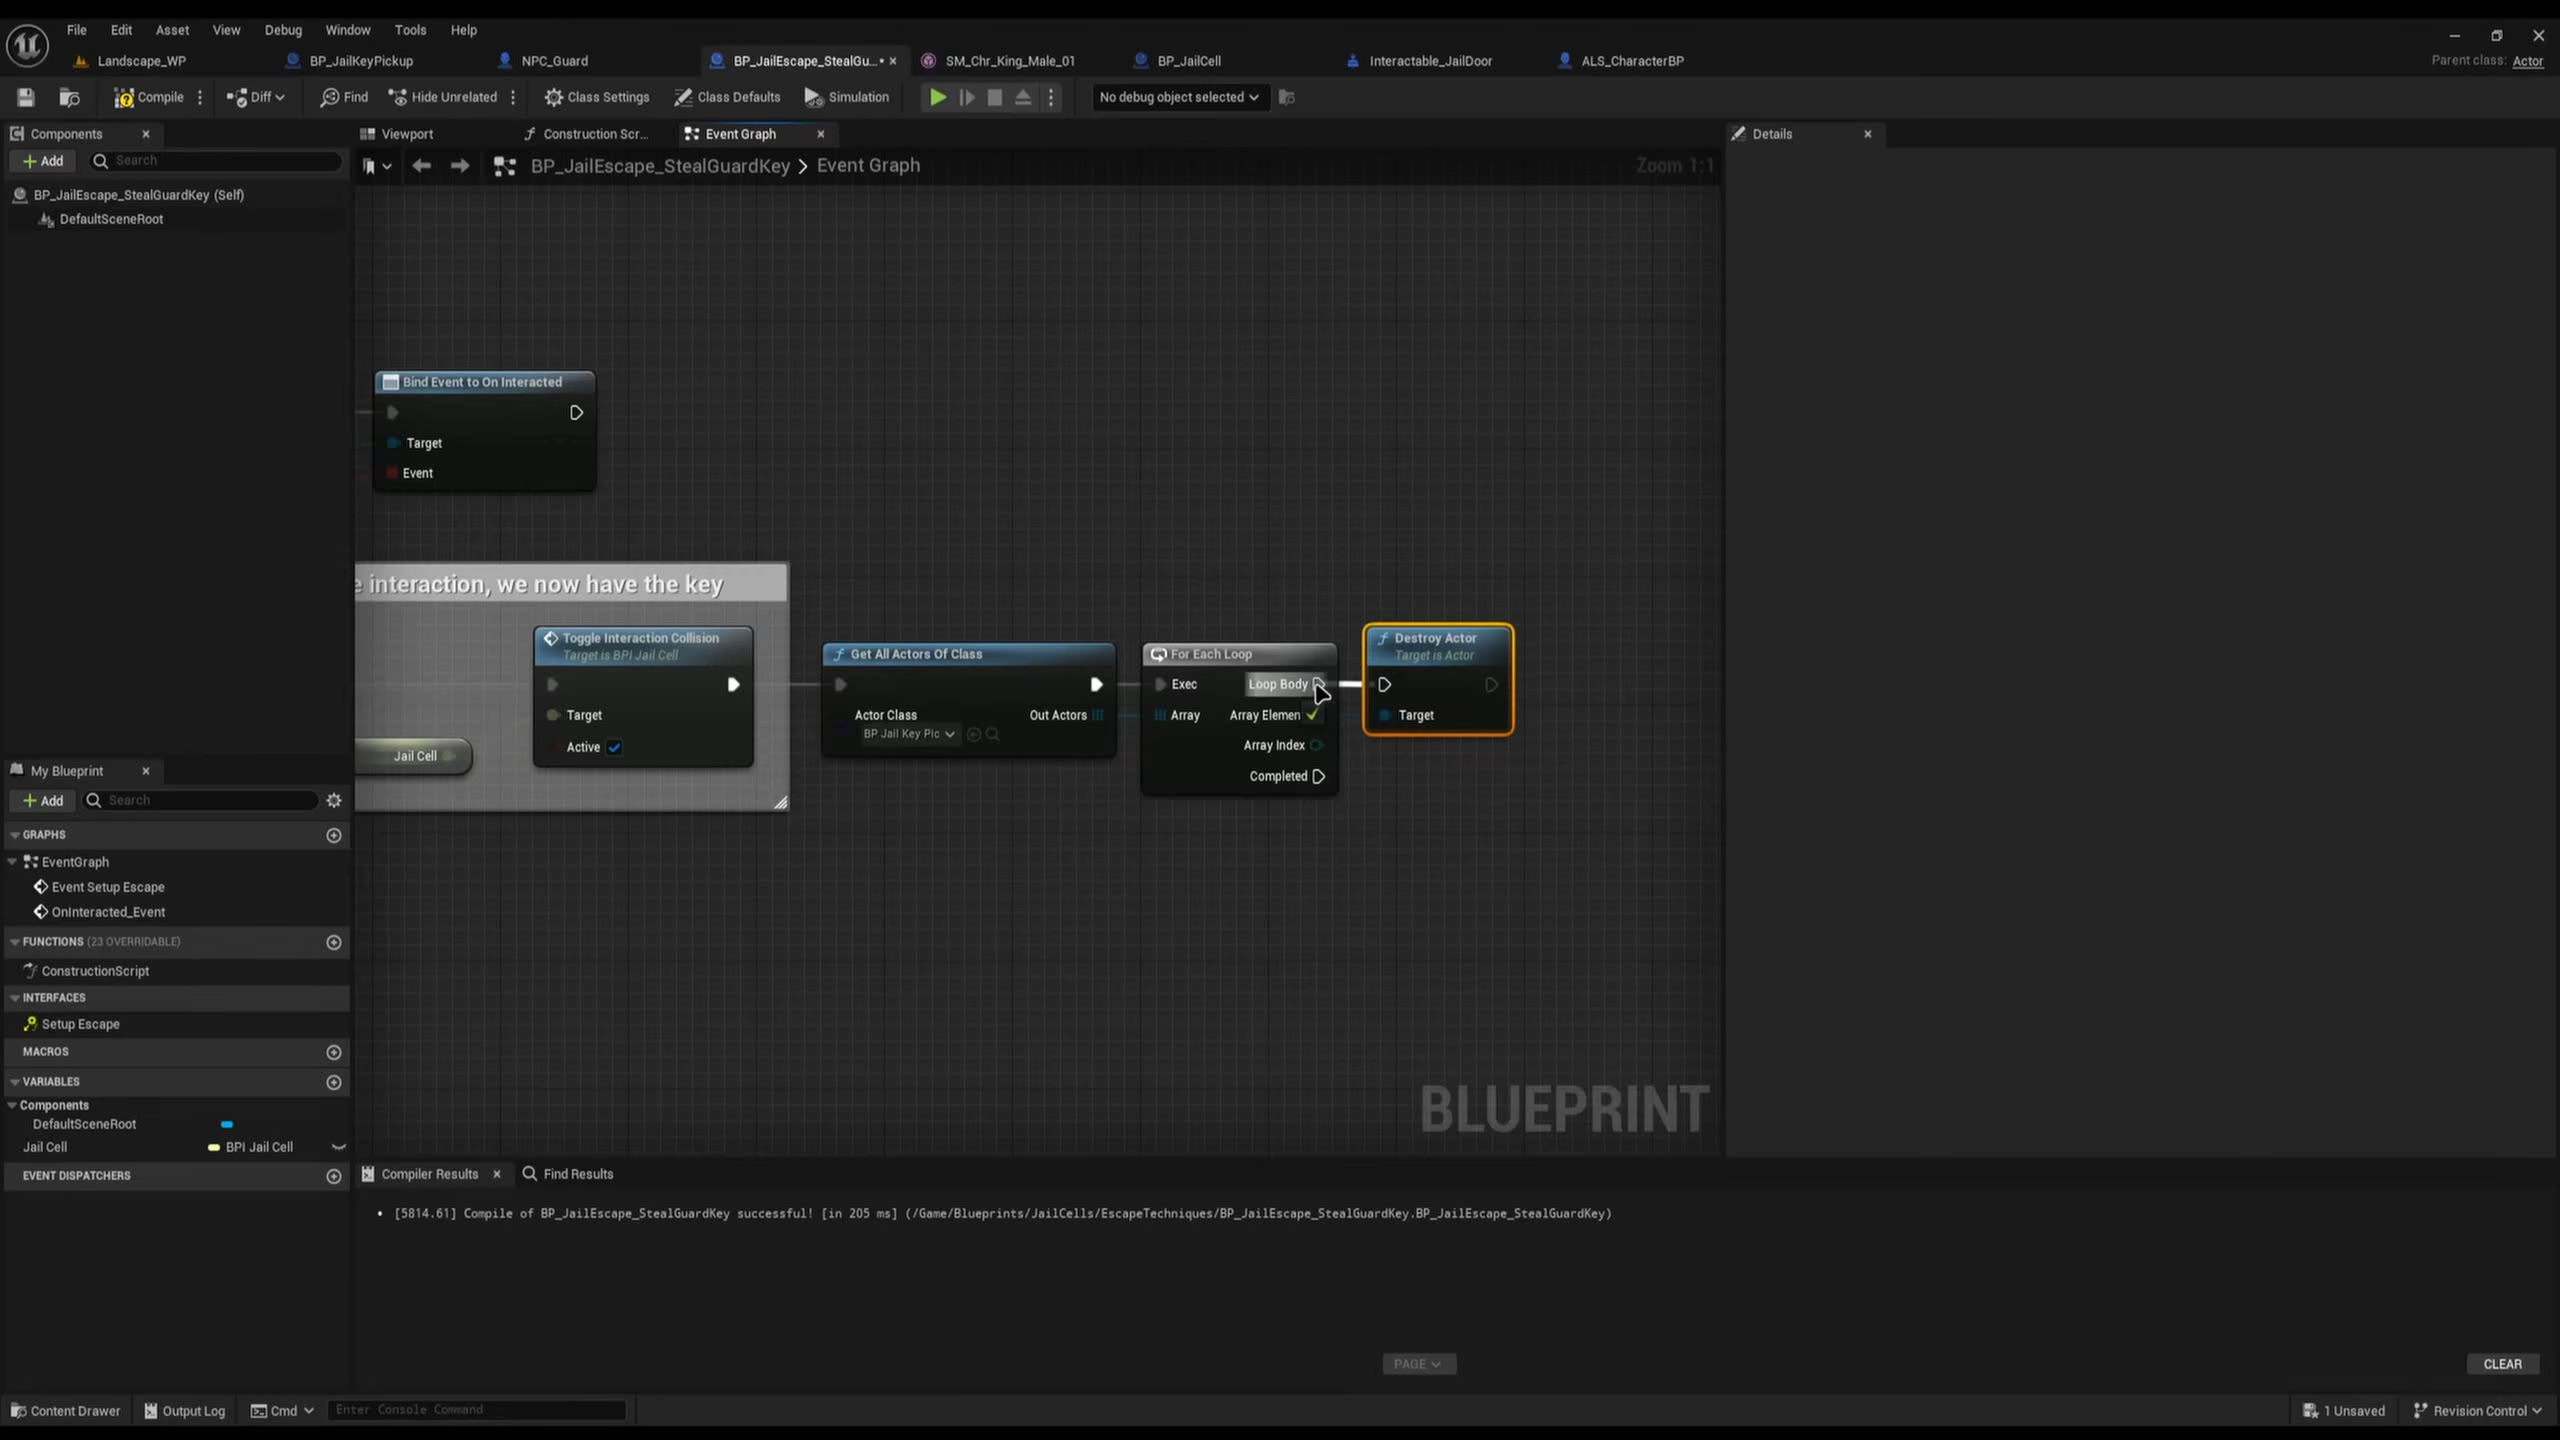 File Edit Asset View Debug Window Tools Help
Landscape_WP BP_JailKeyPickup NPC_Guard BP_JailEscape_StealGu...• SM_Chr_King_Male_01 BP_JailCell Interactable_JailDoor ALS_CharacterBP Parent class: Actor
Compile Diff Find Hide Unrelated Class Settings Class Defaults Simulation No debug object selected
Components Viewport Construction Scr... Event Graph Details
Add Search BP_JailEscape_StealGuardKey > Event Graph Zoom 1:1
BP_JailEscape_StealGuardKey (Self)
DefaultSceneRoot
Bind Event to On Interacted
Target
Event
e interaction, we now have the key
Toggle Interaction Collision
Target is BPI Jail Cell
Target
Active
Jail Cell
Get All Actors Of Class
Actor Class Out Actors
BP Jail Key Pic
For Each Loop
Exec Loop Body
Array Array Elemen
Array Index
Completed
Destroy Actor
Target is Actor
Target
BLUEPRINT
My Blueprint
Add Search
GRAPHS
EventGraph
Event Setup Escape
OnInteracted_Event
FUNCTIONS (23 OVERRIDABLE)
ConstructionScript
INTERFACES
Setup Escape
MACROS
VARIABLES
Components
DefaultSceneRoot
Jail Cell BPI Jail Cell
EVENT DISPATCHERS
Compiler Results Find Results
[5814.61] Compile of BP_JailEscape_StealGuardKey successful! [in 205 ms] (/Game/Blueprints/JailCells/EscapeTechniques/BP_JailEscape_StealGuardKey.BP_JailEscape_StealGuardKey)
PAGE CLEAR
Content Drawer Output Log Cmd Enter Console Command 1 Unsaved Revision Control